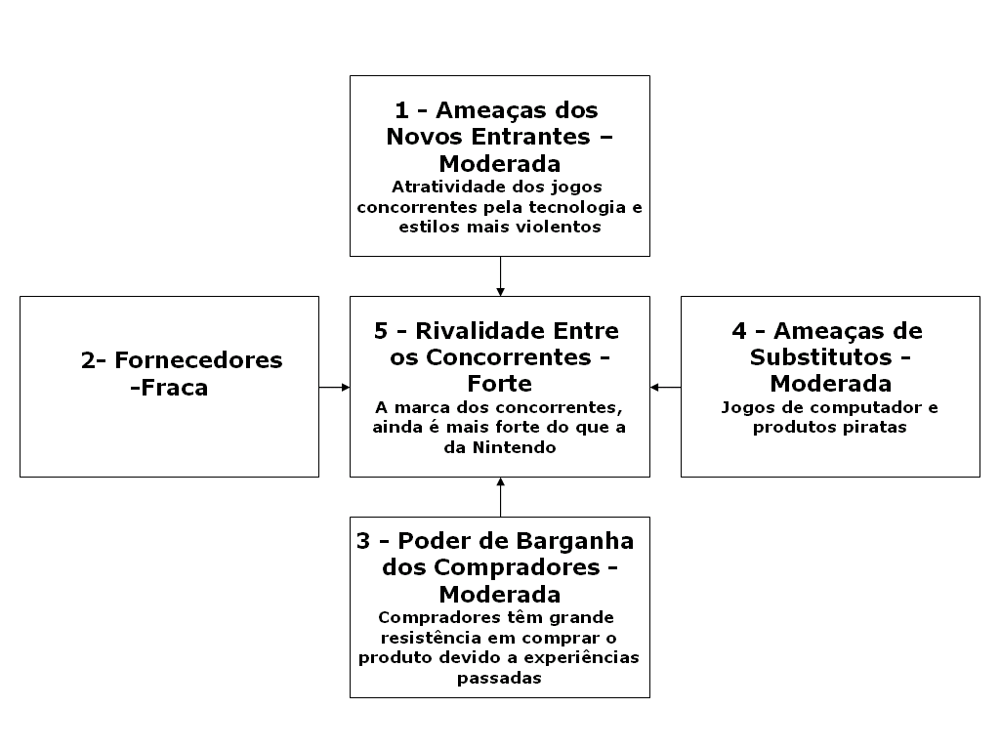 1 - Ameaças dos
Novos Entrantes –
Moderada
Atratividade dos jogos
concorrentes pela tecnologia e
estilos mais violentos
2- Fornecedores
-Fraca
5 - Rivalidade Entre
os Concorrentes -
Forte
A marca dos concorrentes,
ainda é mais forte do que a
da Nintendo
4 - Ameaças de
Substitutos -
Moderada
Jogos de computador e
produtos piratas
3 - Poder de Barganha
dos Compradores -
Moderada
Compradores têm grande
resistência em comprar o
produto devido a experiências
passadas